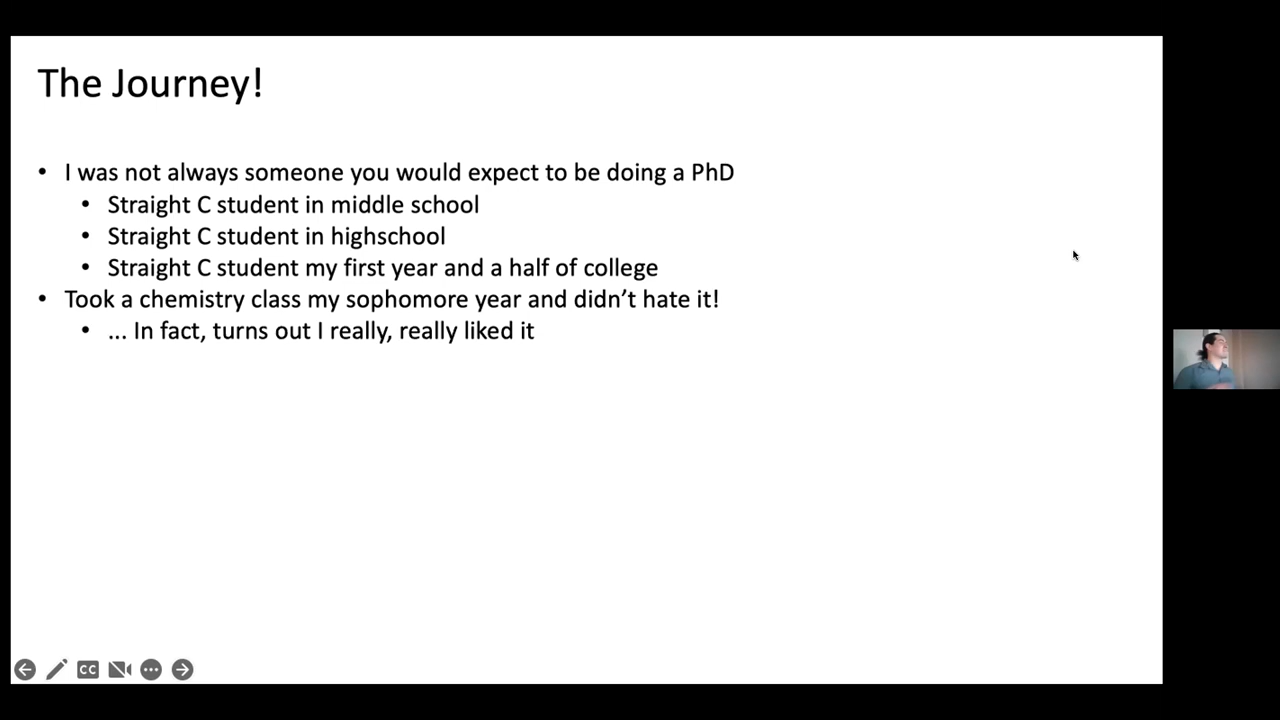 The Journey!
• I was not always someone you would expect to be doing a PhD
• Straight C student in middle school
• Straight C student in highschool
• Straight C student my first year and a half of college
• Took a chemistry class my sophomore year and didn’t hate it!
• ... In fact, turns out I really, really liked it
CC